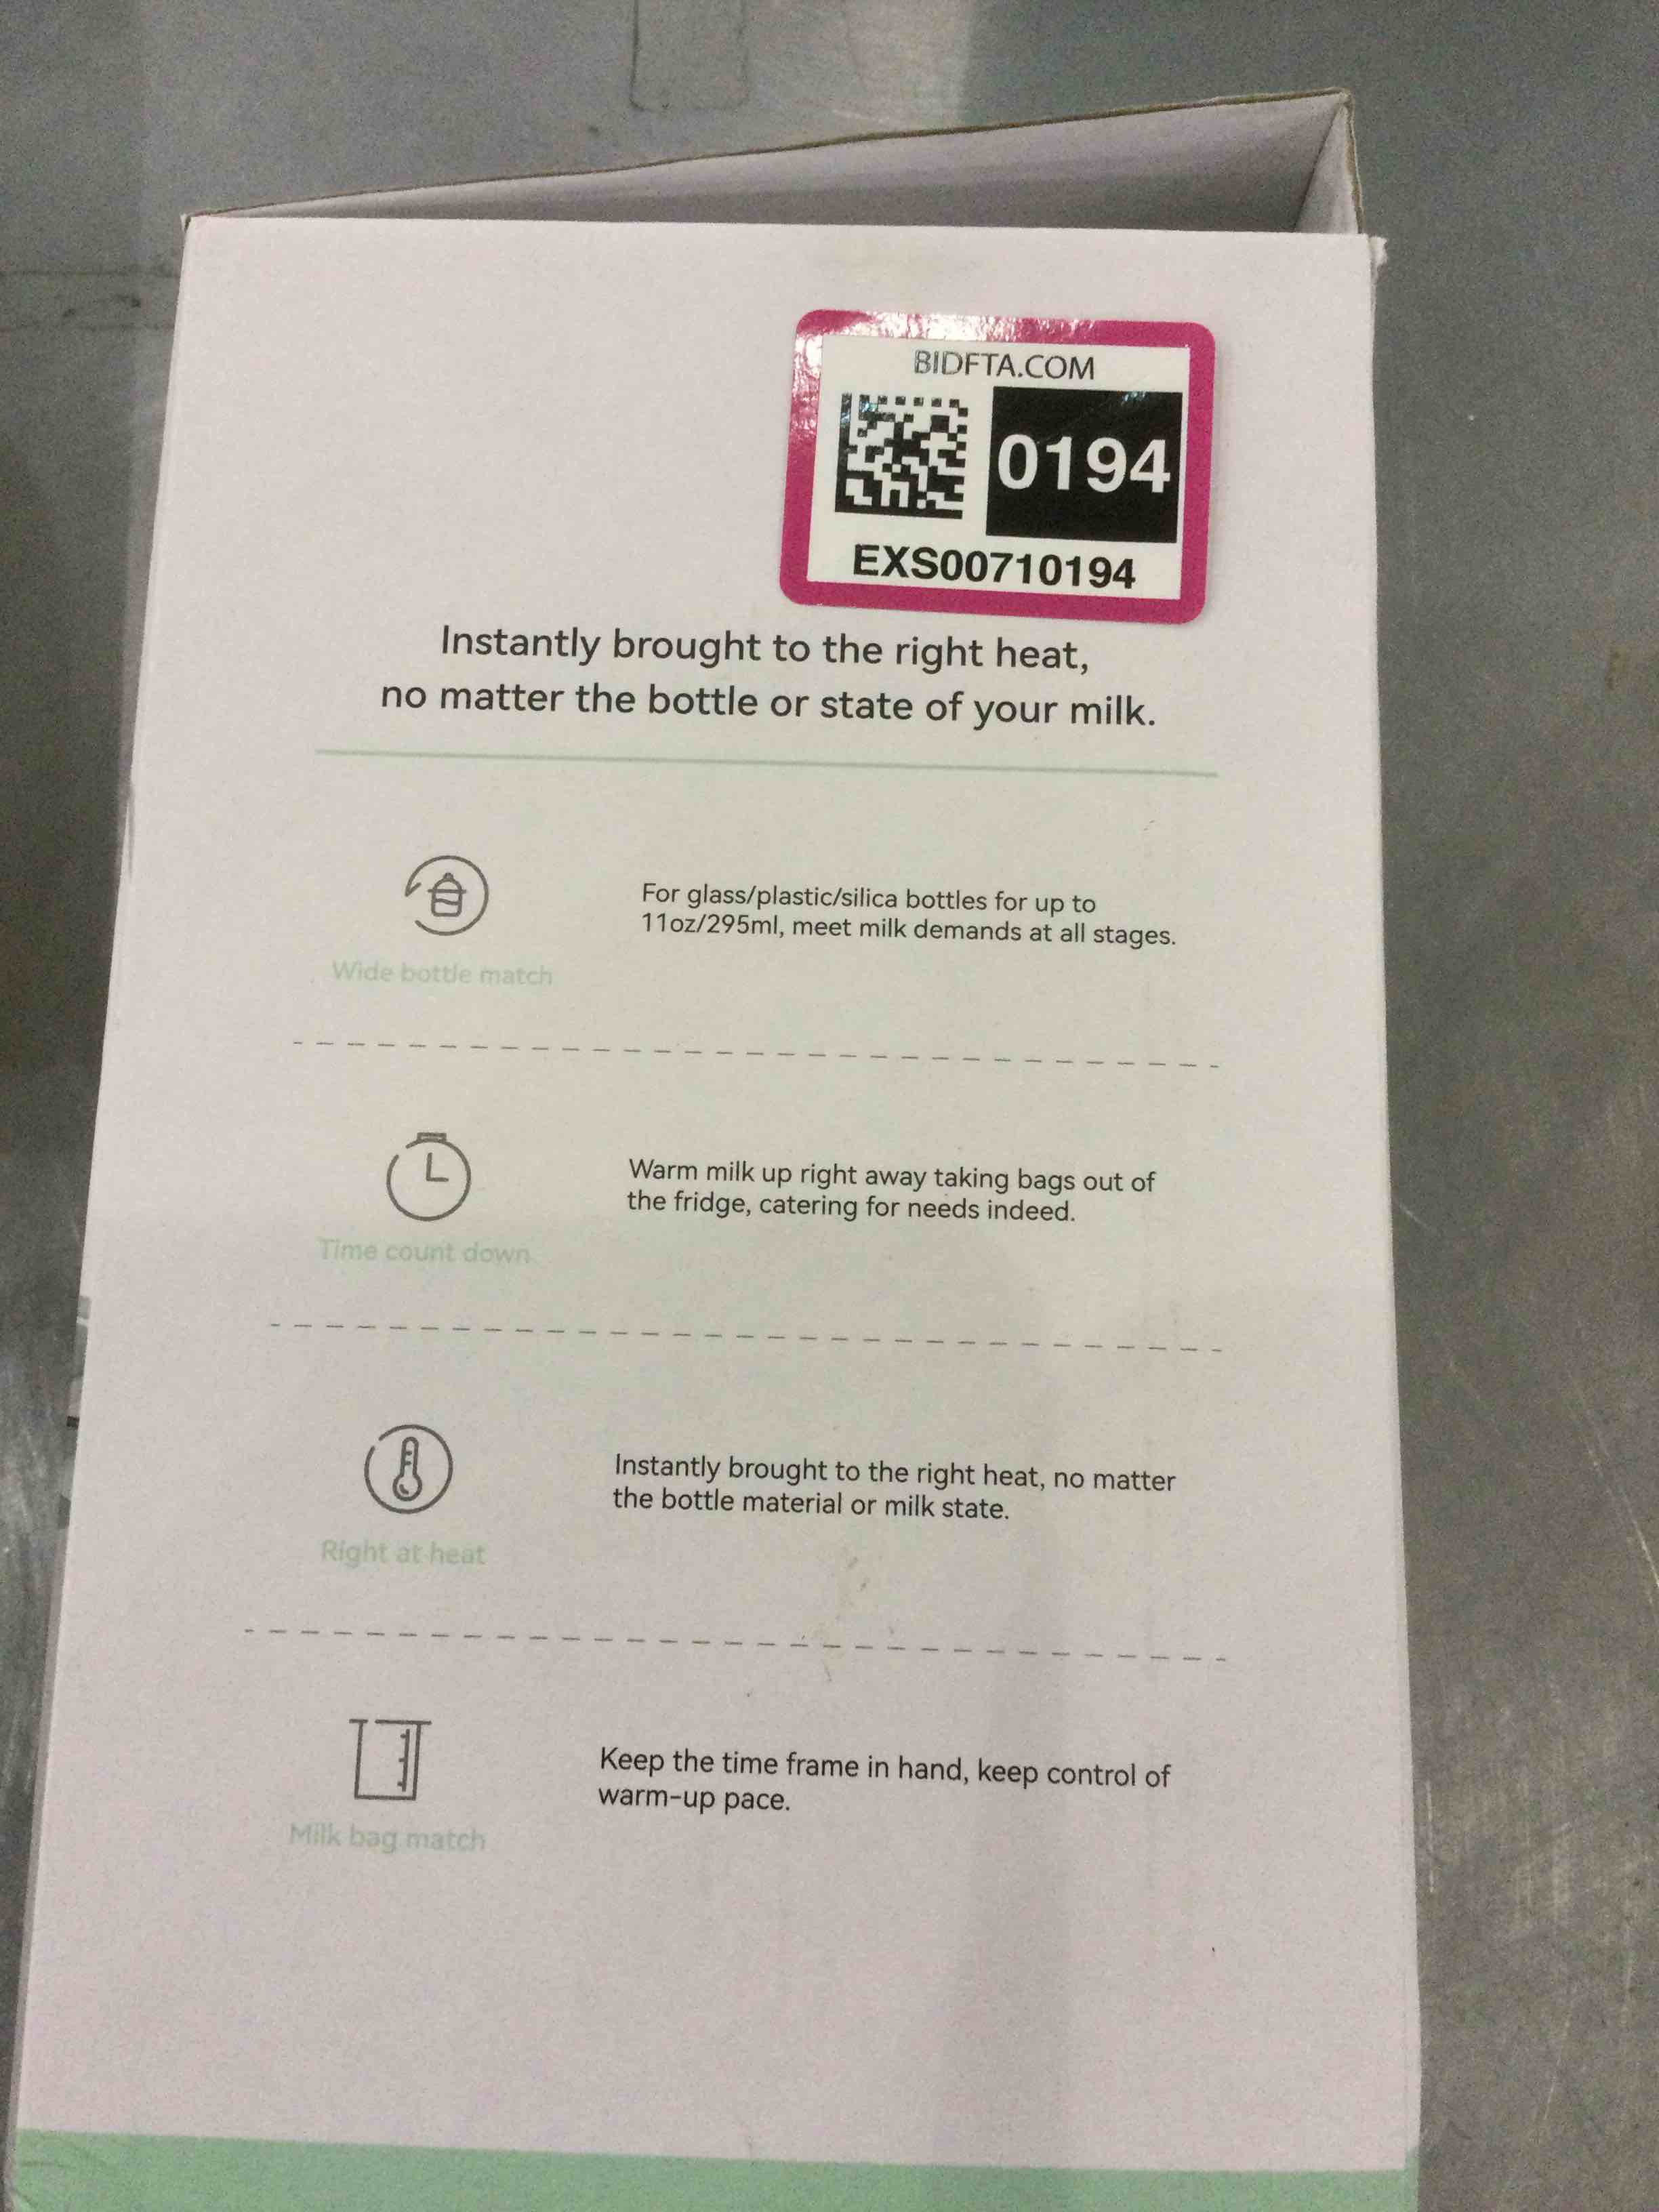 BIDFTA.COM
0194
EXS00710194
Instantly brought to the right heat,
no matter the bottle or state of your milk.
For glass/plastic/silica bottles for up to
11oz/295ml, meet milk demands at all stages.
Wide bottle match
Warm milk up right away taking bags out of
the fridge, catering for needs indeed.
Time count down
Instantly brought to the right heat, no matter
the bottle material or milk state.
Right at heat
Keep the time frame in hand, keep control of
warm-up pace.
Milk bag match